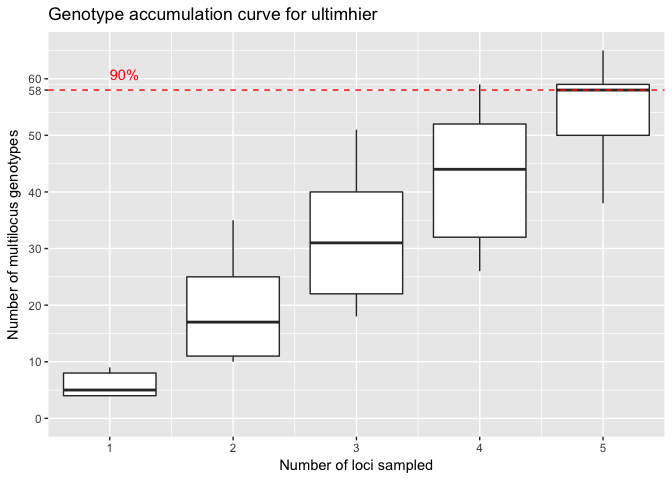 Genotype accumulation curve for ultimhier
Number of multilocus genotypes
60
58
50
40
30
20
10
0
90%
1 2 3 4 5
Number of loci sampled